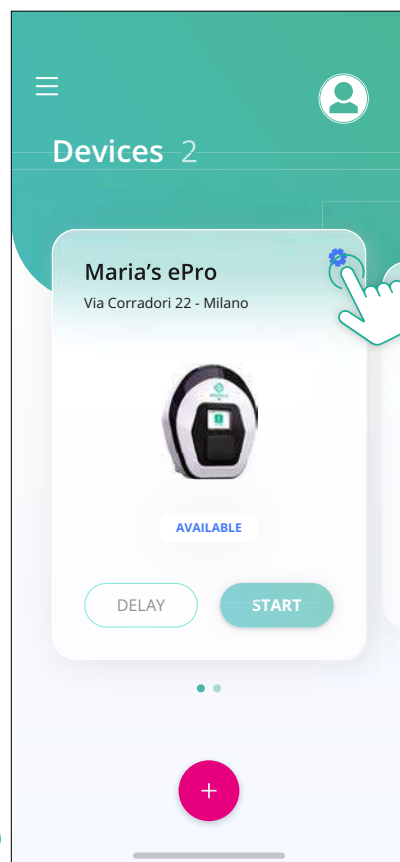 Devices 2
Maria’s ePro
Via Corradori 22 - Milano
AVAILABLE
DELAY
START